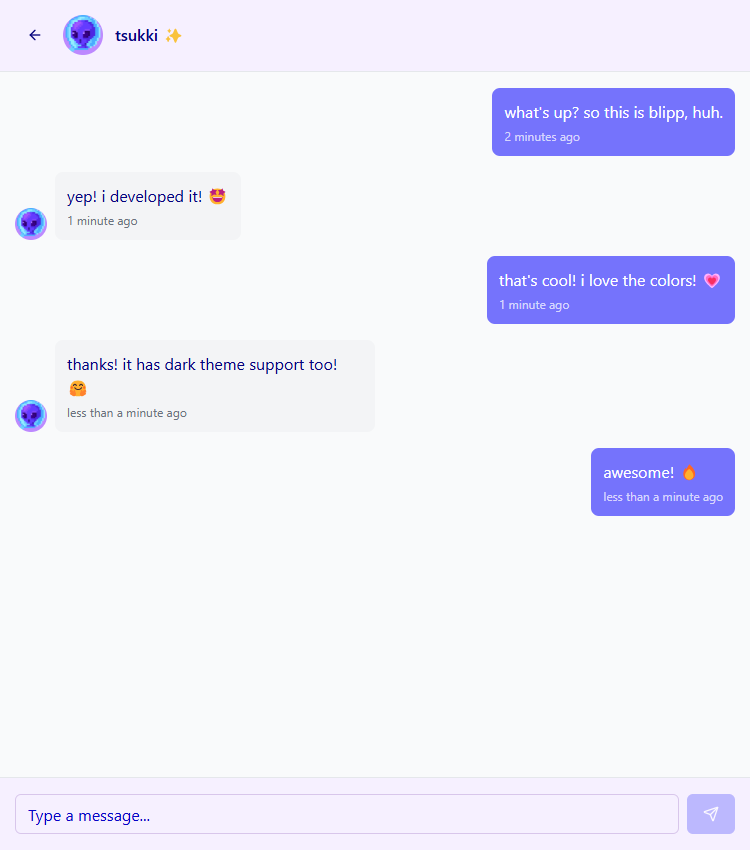 tsukki ✨
what's up? so this is blipp, huh.
2 minutes ago
yep! i developed it! 🤩
1 minute ago
that's cool! i love the colors! 💗
1 minute ago
thanks! it has dark theme support too!
🤗
less than a minute ago
awesome! 🔥
less than a minute ago
Type a message...